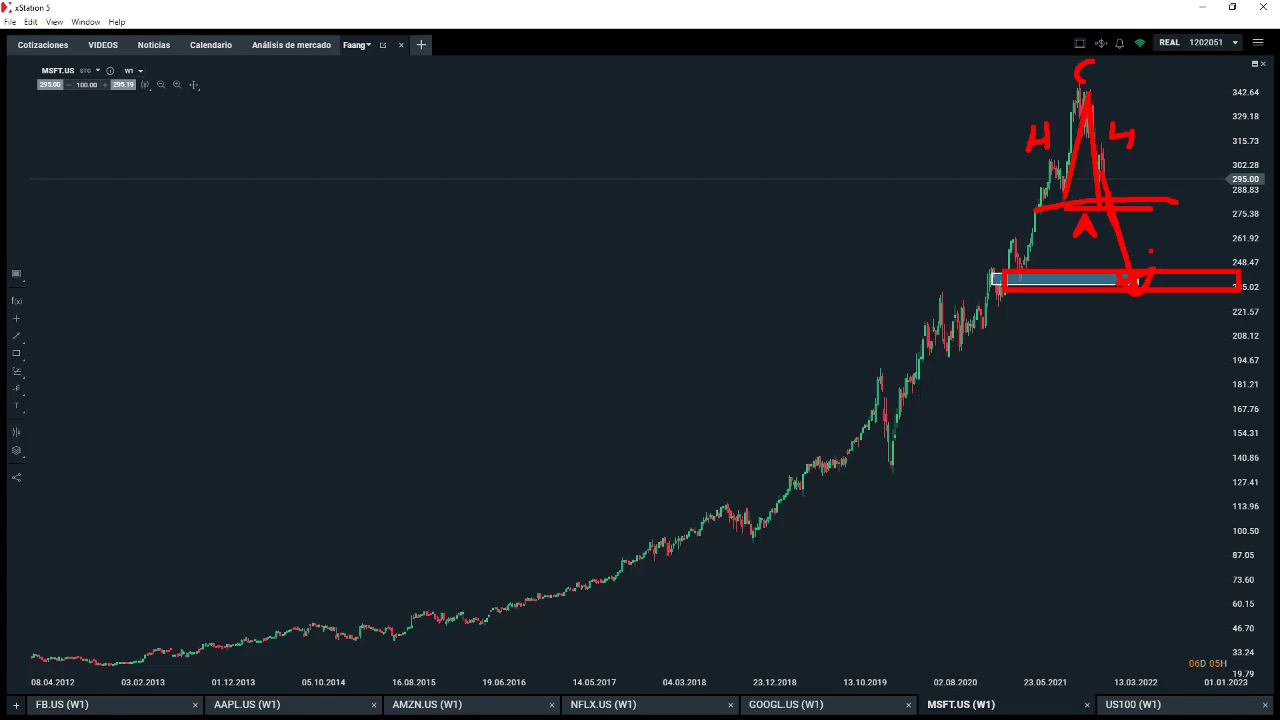 xStation 5
File Edit View Window Help
Cotizaciones VIDEOS Noticias Calendario Análisis de mercado Faang REAL 1202051
MSFT.US STC W1
295.00 100.00 295.19
C
H H
342.64
329.18
315.73
302.28
295.00
288.83
275.38
261.92
248.47
235.02
221.57
208.12
194.67
181.21
167.76
154.31
140.86
127.41
113.96
100.50
87.05
73.60
60.15
46.70
33.24
19.79
f(x)
T
06D 05H
08.04.2012 03.02.2013 01.12.2013 05.10.2014 16.08.2015 19.06.2016 14.05.2017 04.03.2018 23.12.2018 13.10.2019 02.08.2020 23.05.2021 13.03.2022 01.01.2023
FB.US (W1) AAPL.US (W1) AMZN.US (W1) NFLX.US (W1) GOOGL.US (W1) MSFT.US (W1) US100 (W1)